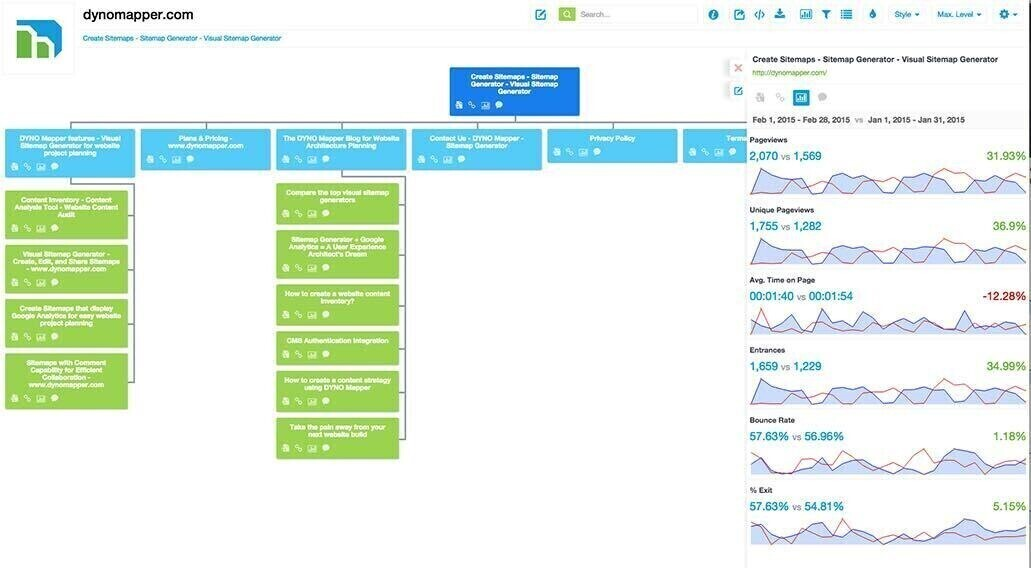 dynomapper.com
Search...
Style
Max. Level
Create Sitemaps - Sitemap Generator - Visual Sitemap Generator
Create Sitemaps - Sitemap
Generator - Visual Sitemap
Generator
DYNO Mapper features - Visual
Sitemap Generator for website
project planning
Plans & Pricing -
www.dynomapper.com
The DYNO Mapper Blog for Website
Architecture Planning
Contact Us - DYNO Mapper -
Sitemap Generator
Privacy Policy
Terms
Content Inventory - Content
Analysis Tool - Website Content
Audit
Visual Sitemap Generator -
Create, Edit, and Share Sitemaps
- www.dynomapper.com
Create Sitemaps that display
Google Analytics for easy website
project planning
Sitemaps with Comment
Capability for Efficient
Collaboration -
www.dynomapper.com
Compare the top visual sitemap
generators
Sitemap Generator + Google
Analytics = A User Experience
Architect's Dream
How to create a website content
inventory?
CMS Authentication Integration
How to create a content strategy
using DYNO Mapper
Take the pain away from your
next website build
Create Sitemaps - Sitemap Generator - Visual Sitemap Generator
http://dynomapper.com/
Feb 1, 2015 - Feb 28, 2015 vs Jan 1, 2015 - Jan 31, 2015
Pageviews
2,070 vs 1,569 31.93%
Unique Pageviews
1,755 vs 1,282 36.9%
Avg. Time on Page
00:01:40 vs 00:01:54 -12.28%
Entrances
1,659 vs 1,229 34.99%
Bounce Rate
57.63% vs 56.96% 1.18%
% Exit
57.63% vs 54.81% 5.15%